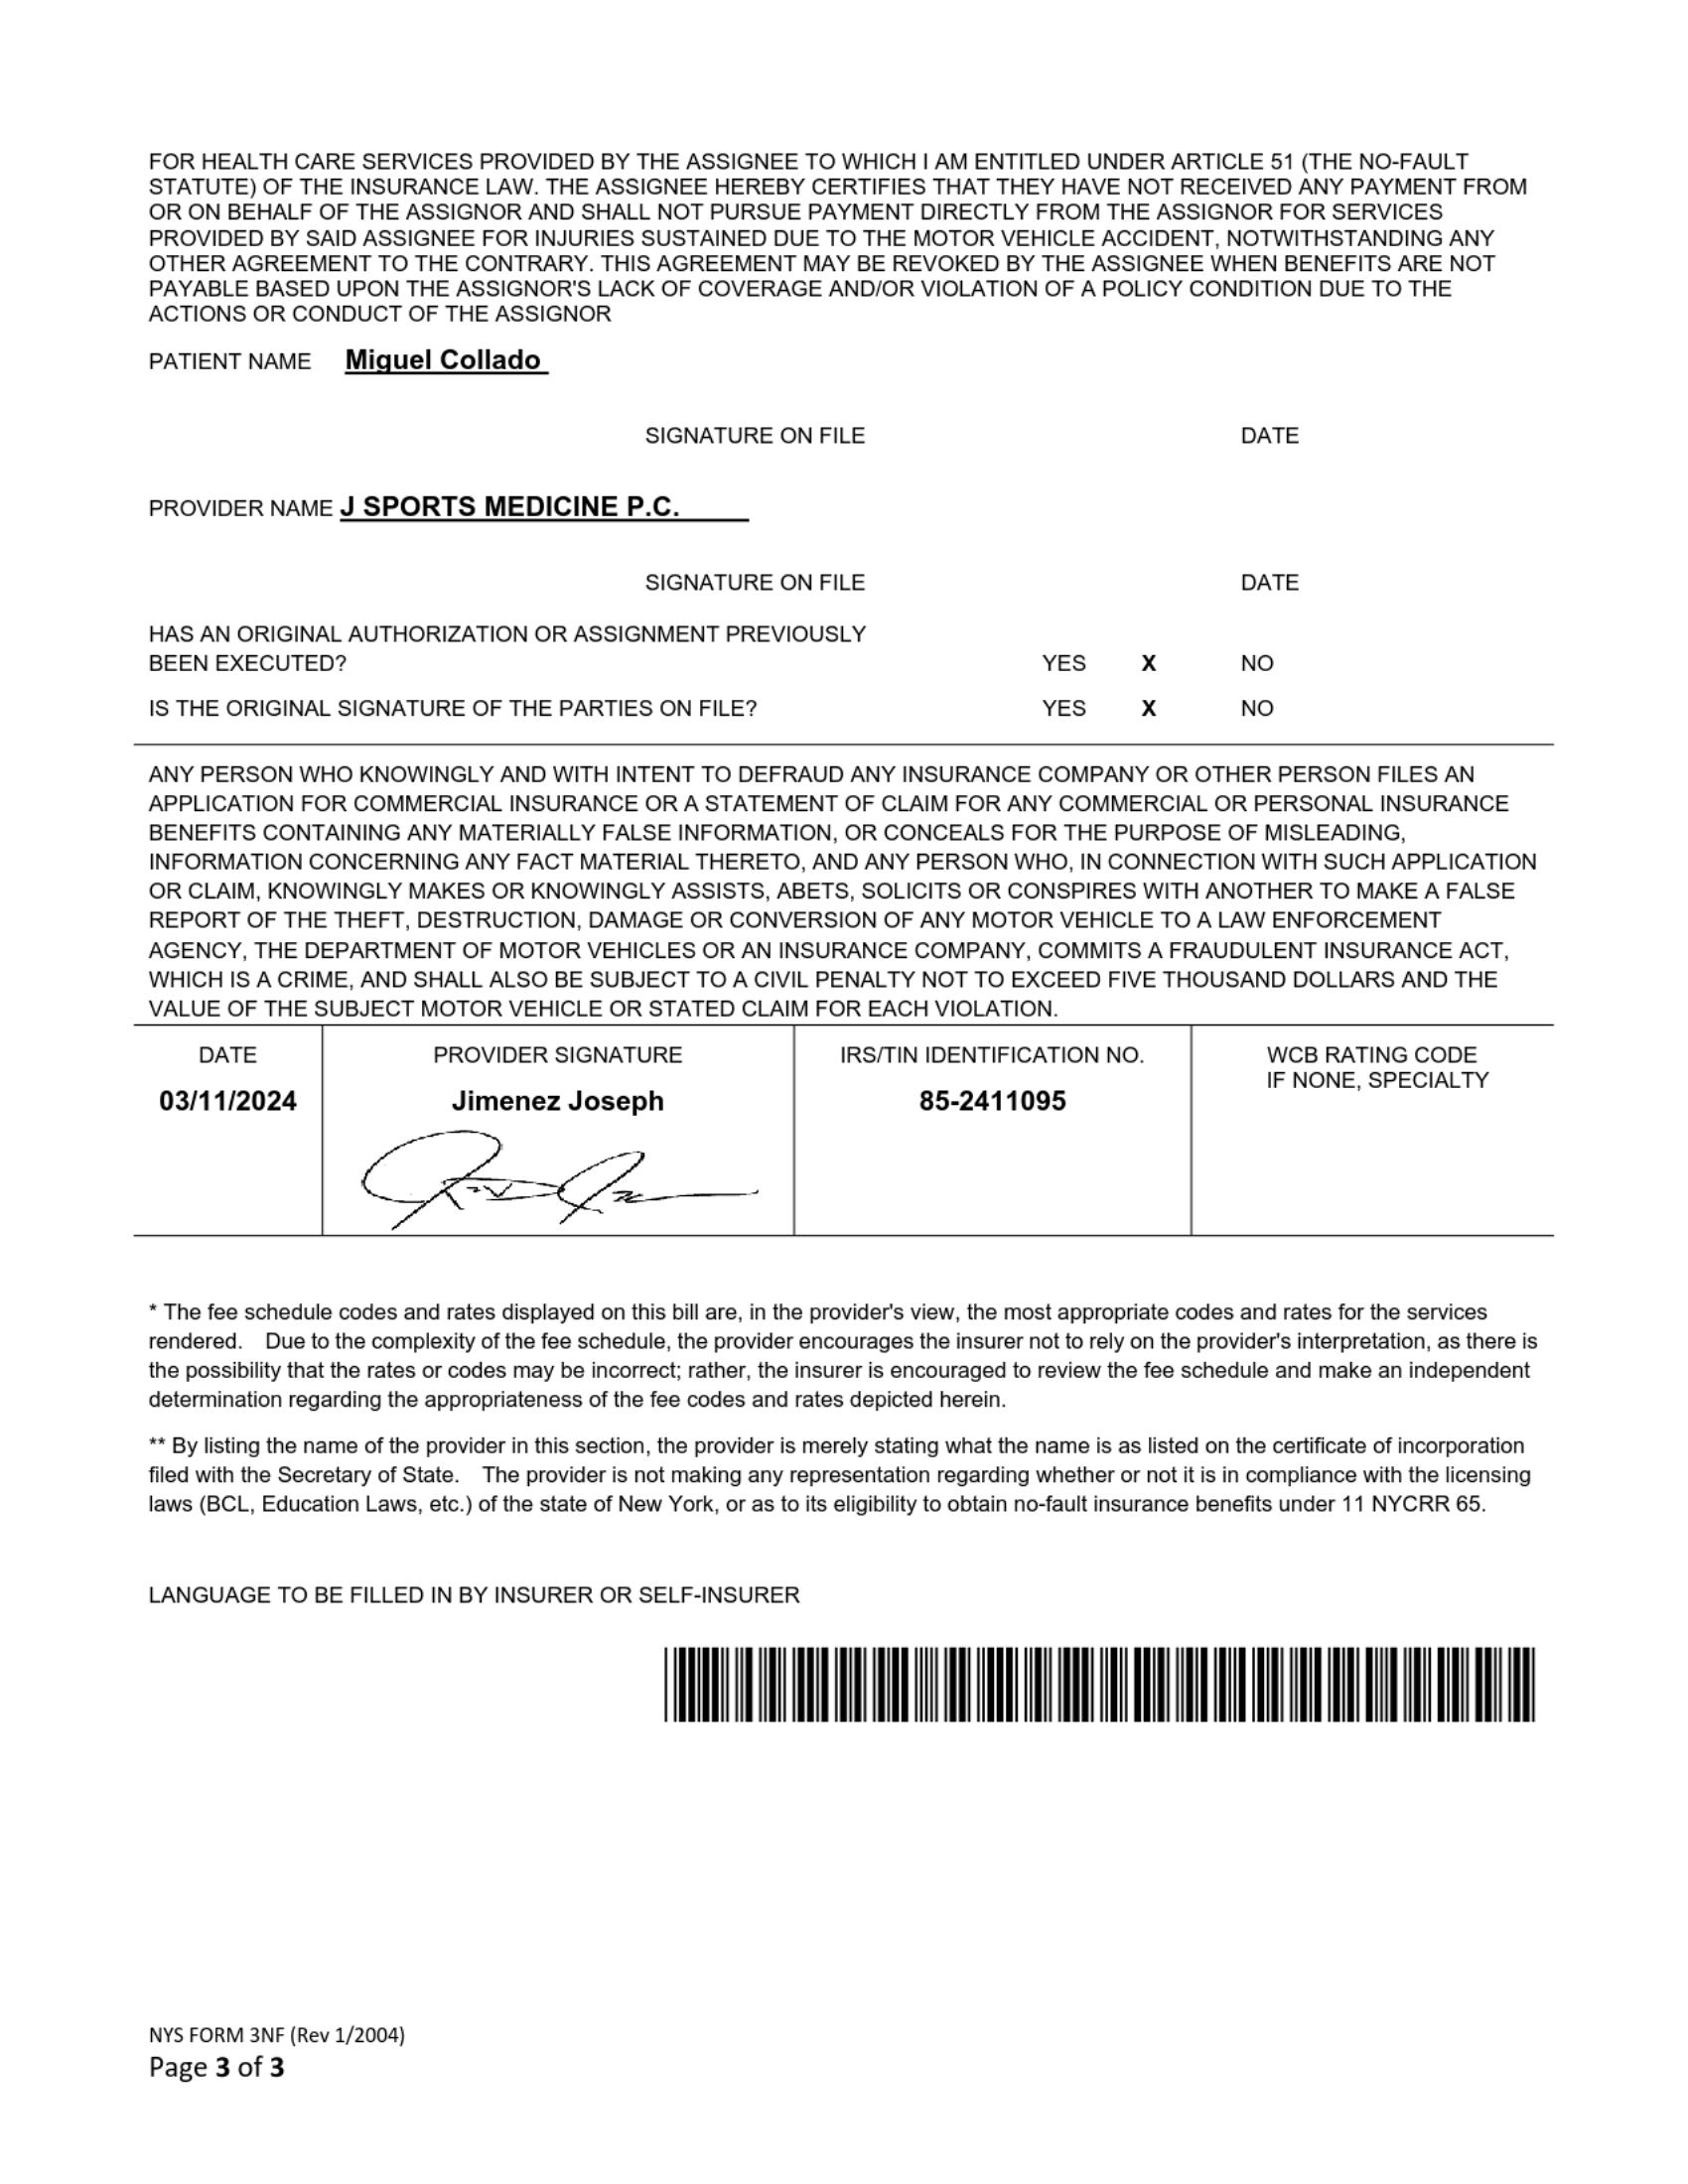 FOR HEALTH CARE SERVICES PROVIDED BY THE ASSIGNEE TO WHICH I AM ENTITLED UNDER ARTICLE 51 (THE NO-FAULT
STATUTE) OF THE INSURANCE LAW. THE ASSIGNEE HEREBY CERTIFIES THAT THEY HAVE NOT RECEIVED ANY PAYMENT FROM
OR ON BEHALF OF THE ASSIGNOR AND SHALL NOT PURSUE PAYMENT DIRECTLY FROM THE ASSIGNOR FOR SERVICES
PROVIDED BY SAID ASSIGNEE FOR INJURIES SUSTAINED DUE TO THE MOTOR VEHICLE ACCIDENT, NOTWITHSTANDING ANY
OTHER AGREEMENT TO THE CONTRARY. THIS AGREEMENT MAY BE REVOKED BY THE ASSIGNEE WHEN BENEFITS ARE NOT
PAYABLE BASED UPON THE ASSIGNOR'S LACK OF COVERAGE AND/OR VIOLATION OF A POLICY CONDITION DUE TO THE
ACTIONS OR CONDUCT OF THE ASSIGNOR
PATIENT NAME Miguel Collado
SIGNATURE ON FILE DATE
PROVIDER NAME J SPORTS MEDICINE P.C.
SIGNATURE ON FILE DATE
HAS AN ORIGINAL AUTHORIZATION OR ASSIGNMENT PREVIOUSLY
BEEN EXECUTED? YES X NO
IS THE ORIGINAL SIGNATURE OF THE PARTIES ON FILE? YES X NO
ANY PERSON WHO KNOWINGLY AND WITH INTENT TO DEFRAUD ANY INSURANCE COMPANY OR OTHER PERSON FILES AN
APPLICATION FOR COMMERCIAL INSURANCE OR A STATEMENT OF CLAIM FOR ANY COMMERCIAL OR PERSONAL INSURANCE
BENEFITS CONTAINING ANY MATERIALLY FALSE INFORMATION, OR CONCEALS FOR THE PURPOSE OF MISLEADING,
INFORMATION CONCERNING ANY FACT MATERIAL THERETO, AND ANY PERSON WHO, IN CONNECTION WITH SUCH APPLICATION
OR CLAIM, KNOWINGLY MAKES OR KNOWINGLY ASSISTS, ABETS, SOLICITS OR CONSPIRES WITH ANOTHER TO MAKE A FALSE
REPORT OF THE THEFT, DESTRUCTION, DAMAGE OR CONVERSION OF ANY MOTOR VEHICLE TO A LAW ENFORCEMENT
AGENCY, THE DEPARTMENT OF MOTOR VEHICLES OR AN INSURANCE COMPANY, COMMITS A FRAUDULENT INSURANCE ACT,
WHICH IS A CRIME, AND SHALL ALSO BE SUBJECT TO A CIVIL PENALTY NOT TO EXCEED FIVE THOUSAND DOLLARS AND THE
VALUE OF THE SUBJECT MOTOR VEHICLE OR STATED CLAIM FOR EACH VIOLATION.
DATE PROVIDER SIGNATURE IRS/TIN IDENTIFICATION NO. WCB RATING CODE
IF NONE, SPECIALTY
03/11/2024 Jimenez Joseph 85-2411095
* The fee schedule codes and rates displayed on this bill are, in the provider's view, the most appropriate codes and rates for the services
rendered. Due to the complexity of the fee schedule, the provider encourages the insurer not to rely on the provider's interpretation, as there is
the possibility that the rates or codes may be incorrect; rather, the insurer is encouraged to review the fee schedule and make an independent
determination regarding the appropriateness of the fee codes and rates depicted herein.
** By listing the name of the provider in this section, the provider is merely stating what the name is as listed on the certificate of incorporation
filed with the Secretary of State. The provider is not making any representation regarding whether or not it is in compliance with the licensing
laws (BCL, Education Laws, etc.) of the state of New York, or as to its eligibility to obtain no-fault insurance benefits under 11 NYCRR 65.
LANGUAGE TO BE FILLED IN BY INSURER OR SELF-INSURER
NYS FORM 3NF (Rev 1/2004)
Page 3 of 3